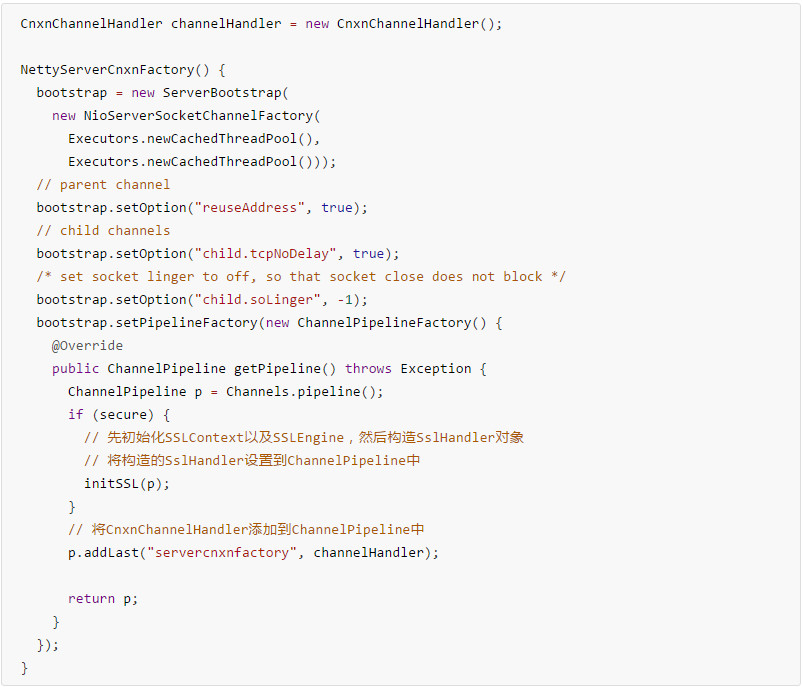 CnxnChannelHandler channelHandler = new CnxnChannelHandler();
NettyServerCnxnFactory() {
bootstrap = new ServerBootstrap(
new NioServerSocketChannelFactory(
Executors.newCachedThreadPool(),
Executors.newCachedThreadPool()));
// parent channel
bootstrap.setOption("reuseAddress", true);
// child channels
bootstrap.setOption("child.tcpNoDelay", true);
/* set socket linger to off, so that socket close does not block */
bootstrap.setOption("child.soLinger", -1);
bootstrap.setPipelineFactory(new ChannelPipelineFactory() {
@Override
public ChannelPipeline getPipeline() throws Exception {
ChannelPipeline p = Channels.pipeline();
if (secure) {
// 先初始化SSLContext以及SSLEngine，然后构造SslHandler对象
// 将构造的SslHandler设置到ChannelPipeline中
initSSL(p);
}
// 将CnxnChannelHandler添加到ChannelPipeline中
p.addLast("servercnxnfactory", channelHandler);
return p;
}
});
}